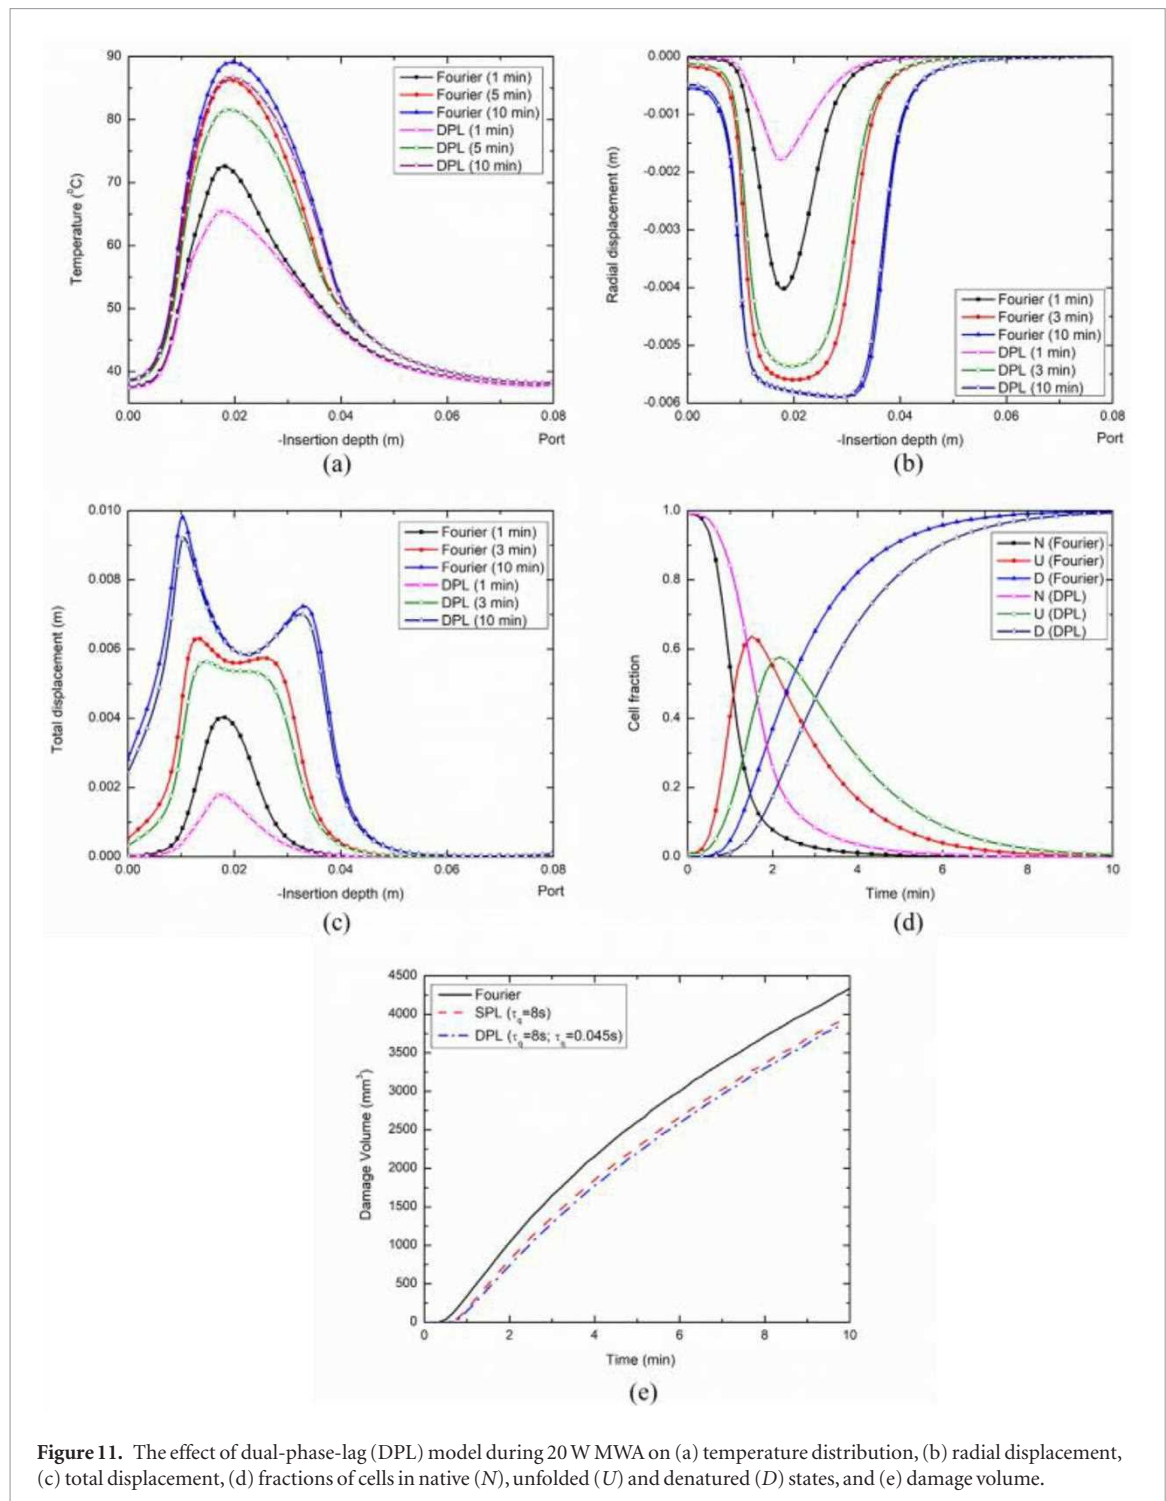 90
80
70
60
50
40
0.00
0.02
0.04
0.06
0.08
Temperature (⁰C)
-Insertion depth (m)
Port
Fourier (1 min)
Fourier (5 min)
Fourier (10 min)
DPL (1 min)
DPL (5 min)
DPL (10 min)
(a)
0.000
-0.001
-0.002
-0.003
-0.004
-0.005
-0.006
0.00
0.02
0.04
0.06
0.08
Radial displacement (m)
-Insertion depth (m)
Port
Fourier (1 min)
Fourier (3 min)
Fourier (10 min)
DPL (1 min)
DPL (3 min)
DPL (10 min)
(b)
0.010
0.008
0.006
0.004
0.002
0.000
0.00
0.02
0.04
0.06
0.08
Total displacement (m)
-Insertion depth (m)
Port
Fourier (1 min)
Fourier (3 min)
Fourier (10 min)
DPL (1 min)
DPL (3 min)
DPL (10 min)
(c)
1.0
0.8
0.6
0.4
0.2
0.0
0
2
4
6
8
10
Cell fraction
Time (min)
N (Fourier)
U (Fourier)
D (Fourier)
N (DPL)
U (DPL)
D (DPL)
(d)
4500
4000
3500
3000
2500
2000
1500
1000
500
0
0
2
4
6
8
10
Damage Volume (mm³)
Time (min)
Fourier
SPL (τq=8s)
DPL (τq=8s; τq=0.045s)
(e)
Figure 11. The effect of dual-phase-lag (DPL) model during 20 W MWA on (a) temperature distribution, (b) radial displacement,
(c) total displacement, (d) fractions of cells in native (N), unfolded (U) and denatured (D) states, and (e) damage volume.